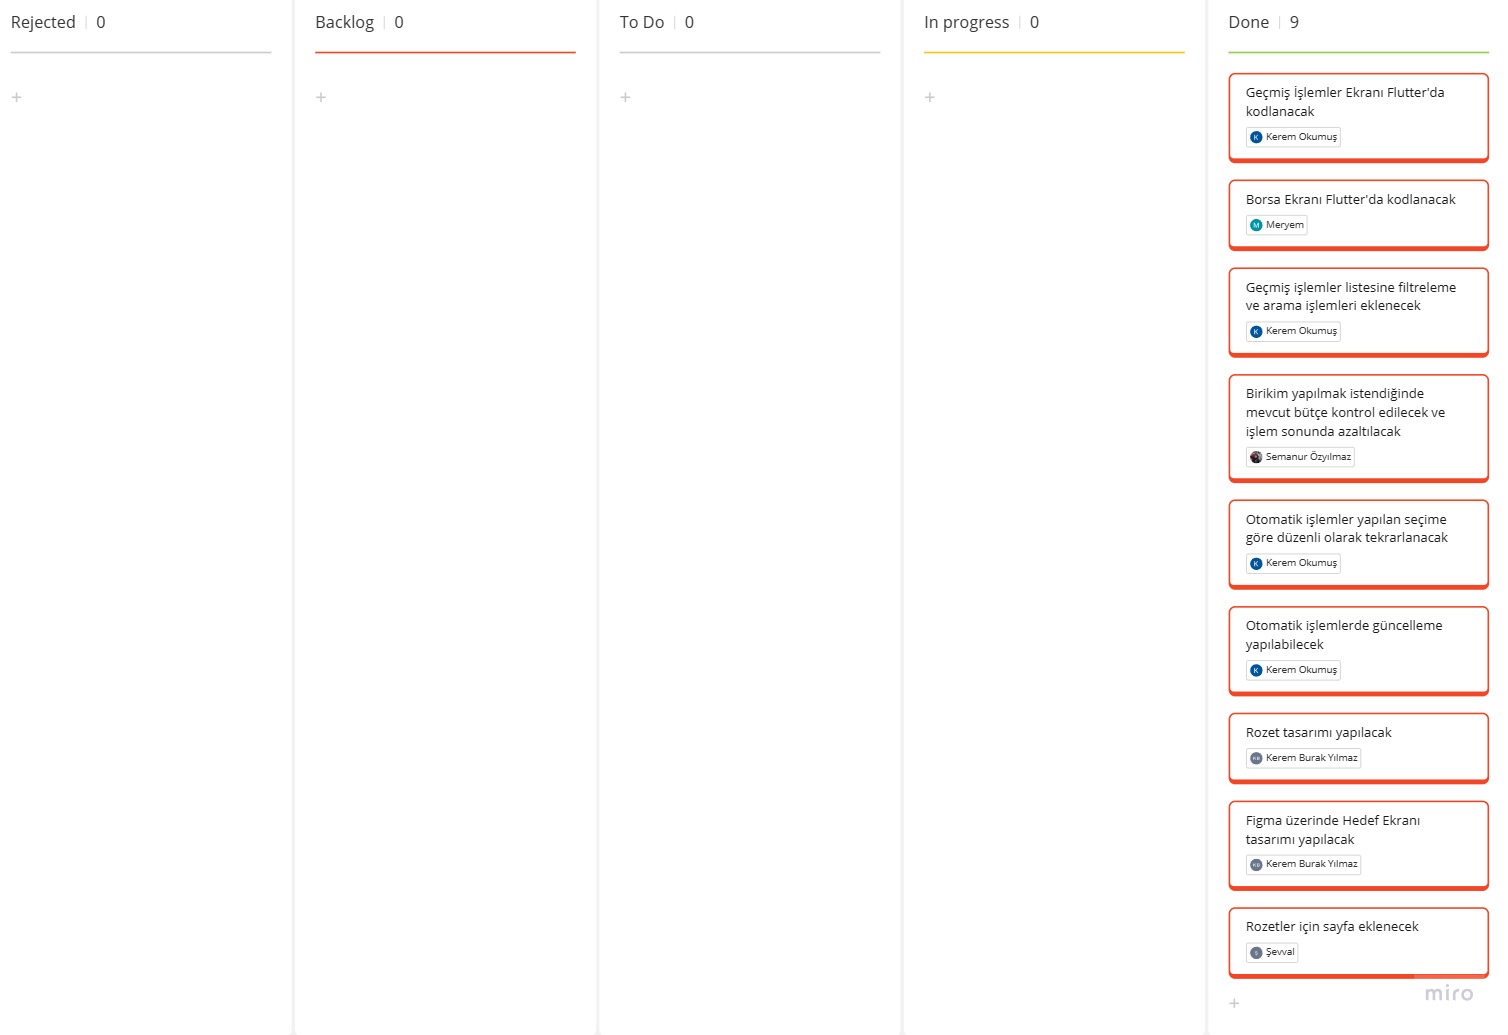 Rejected 0
Backlog 0
To Do 0
In progress 0
Done 9
Geçmiş İşlemler Ekranı Flutter'da
kodlanacak
K Kerem Okumuş
Borsa Ekranı Flutter'da kodlanacak
M Meryem
Geçmiş işlemler listesine filtreleme
ve arama işlemleri eklenecek
K Kerem Okumuş
Birikim yapılmak istendiğinde
mevcut bütçe kontrol edilecek ve
işlem sonunda azaltılacak
Semanur Özyılmaz
Otomatik işlemler yapılan seçime
göre düzenli olarak tekrarlanacak
K Kerem Okumuş
Otomatik işlemlerde güncelleme
yapılabilecek
K Kerem Okumuş
Rozet tasarımı yapılacak
KB Kerem Burak Yılmaz
Figma üzerinde Hedef Ekranı
tasarımı yapılacak
KB Kerem Burak Yılmaz
Rozetler için sayfa eklenecek
Şevval
miro